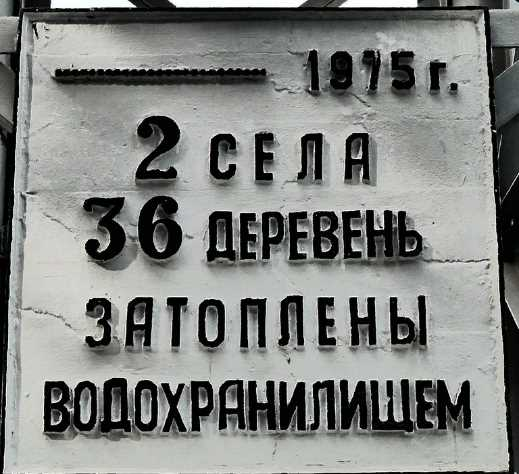 1975 г.
2 СЕЛА
36 ДЕРЕВЕНЬ
ЗАТОПЛЕНЫ
ВОДОХРАНИЛИЩЕМ